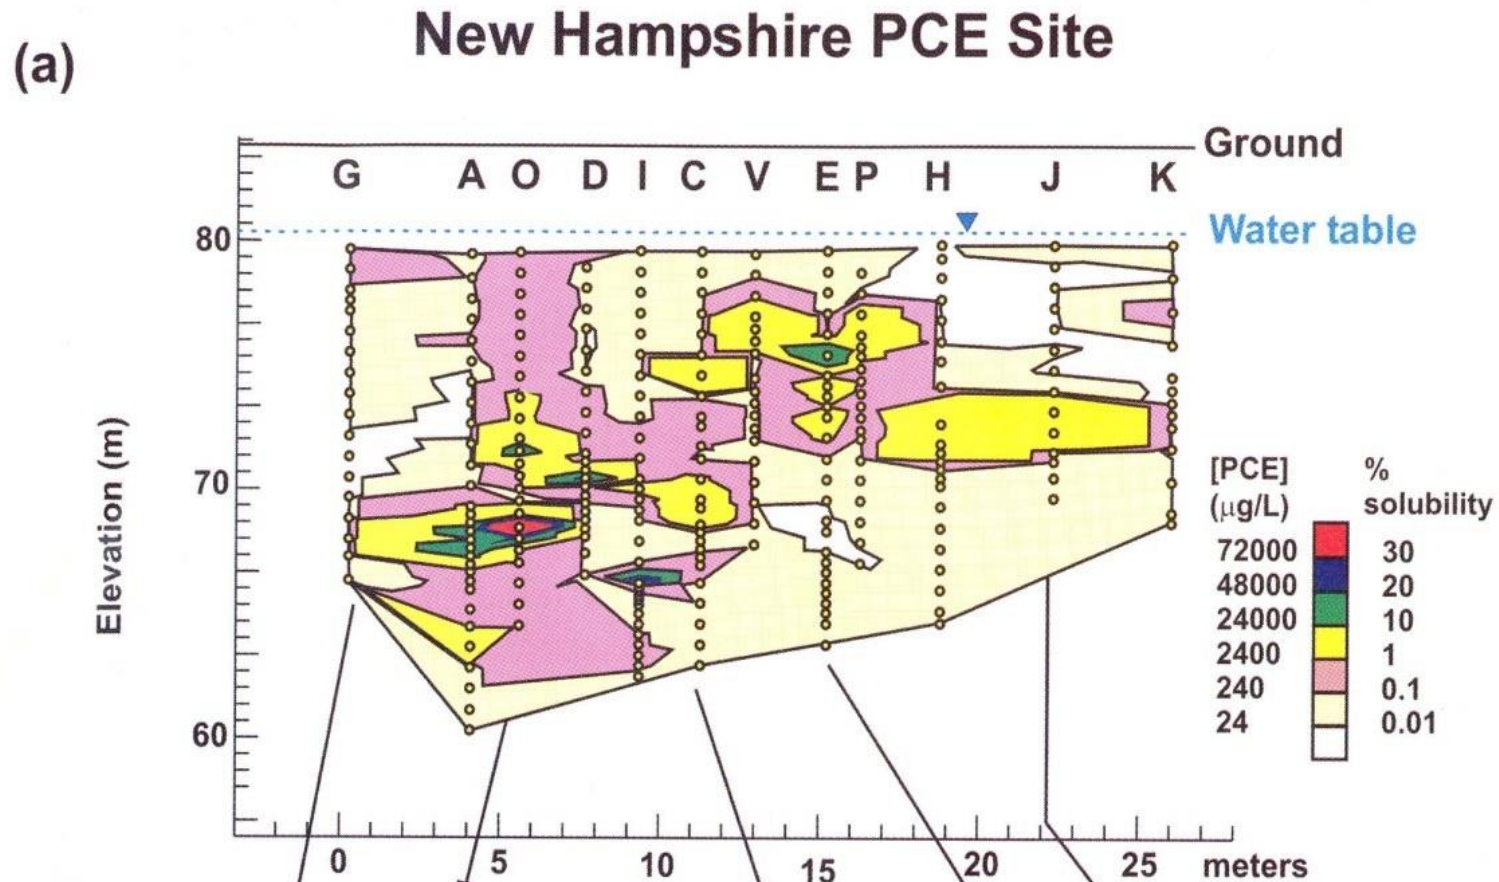 New Hampshire PCE Site
(a)
Ground
G A O D I C V E P H J K
Water table
80
70
60
Elevation (m)
[PCE] %
(μg/L) solubility
72000 30
48000 20
24000 10
2400 1
240 0.1
24 0.01
0 5 10 15 20 25 meters